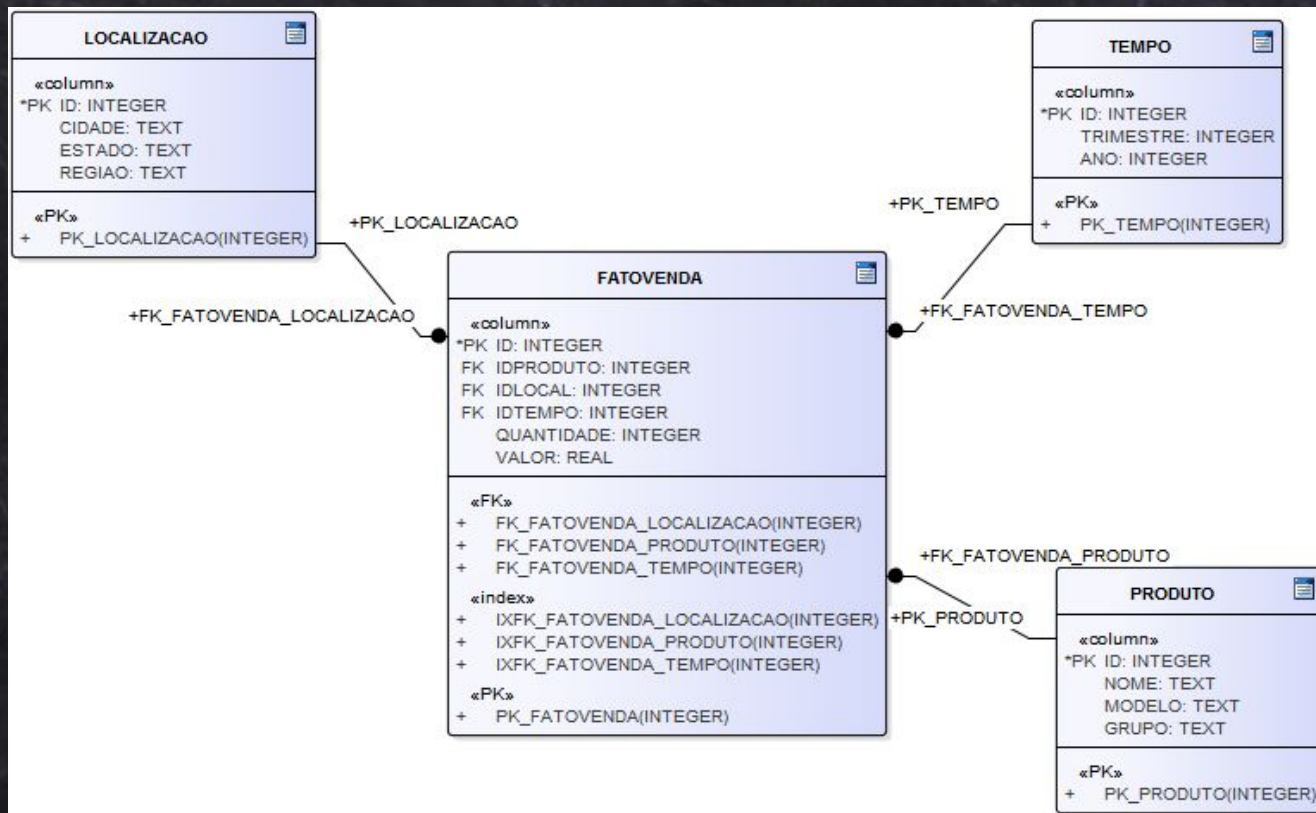 LOCALIZACAO
«column»
*PK ID: INTEGER
CIDADE: TEXT
ESTADO: TEXT
REGIAO: TEXT
«PK»
+ PK_LOCALIZACAO(INTEGER)
TEMPO
«column»
*PK ID: INTEGER
TRIMESTRE: INTEGER
ANO: INTEGER
«PK»
+ PK_TEMPO(INTEGER)
+PK_LOCALIZACAO
+PK_TEMPO
+FK_FATOVENDA_LOCALIZACAO
+FK_FATOVENDA_TEMPO
FATOVENDA
«column»
*PK ID: INTEGER
FK IDPRODUTO: INTEGER
FK IDLOCAL: INTEGER
FK IDTEMPO: INTEGER
QUANTIDADE: INTEGER
VALOR: REAL
«FK»
+ FK_FATOVENDA_LOCALIZACAO(INTEGER)
+ FK_FATOVENDA_PRODUTO(INTEGER)
+ FK_FATOVENDA_TEMPO(INTEGER)
«index»
+ IXFK_FATOVENDA_LOCALIZACAO(INTEGER)
+ IXFK_FATOVENDA_PRODUTO(INTEGER)
+ IXFK_FATOVENDA_TEMPO(INTEGER)
«PK»
+ PK_FATOVENDA(INTEGER)
+FK_FATOVENDA_PRODUTO
+PK_PRODUTO
PRODUTO
«column»
*PK ID: INTEGER
NOME: TEXT
MODELO: TEXT
GRUPO: TEXT
«PK»
+ PK_PRODUTO(INTEGER)